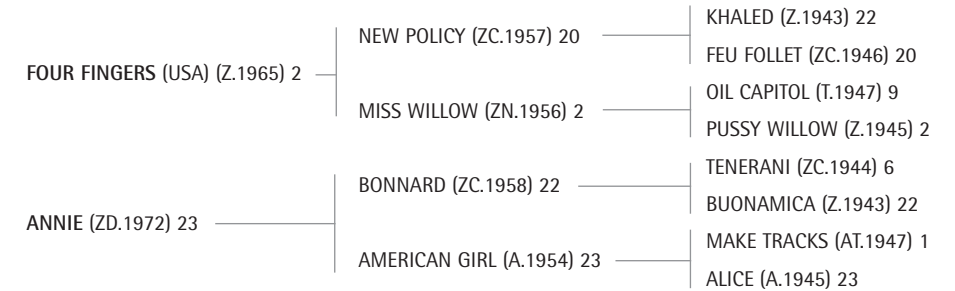 FOUR FINGERS (USA) (Z.1965) 2
NEW POLICY (ZC.1957) 20
KHALED (Z.1943) 22
FEU FOLLET (ZC.1946) 20
MISS WILLOW (ZN.1956) 2
OIL CAPITOL (T.1947) 9
PUSSY WILLOW (Z.1945) 2
ANNIE (ZD.1972) 23
BONNARD (ZC.1958) 22
TENERANI (ZC.1944) 6
BUONAMICA (Z.1943) 22
AMERICAN GIRL (A.1954) 23
MAKE TRACKS (AT.1947) 1
ALICE (A.1945) 23